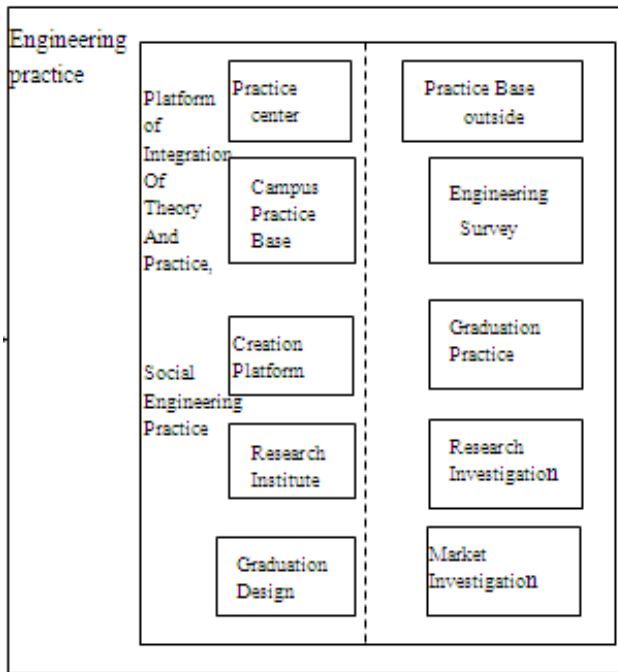 Engineering
practice
Platform
of
Integration
Of
Theory
And
Practice,
Social
Engineering
Practice
Practice
center
Campus
Practice
Base
Creation
Platform
Research
Institute
Graduation
Design
Practice Base
outside
Engineering
Survey
Graduation
Practice
Research
Investigation
Market
Investigation